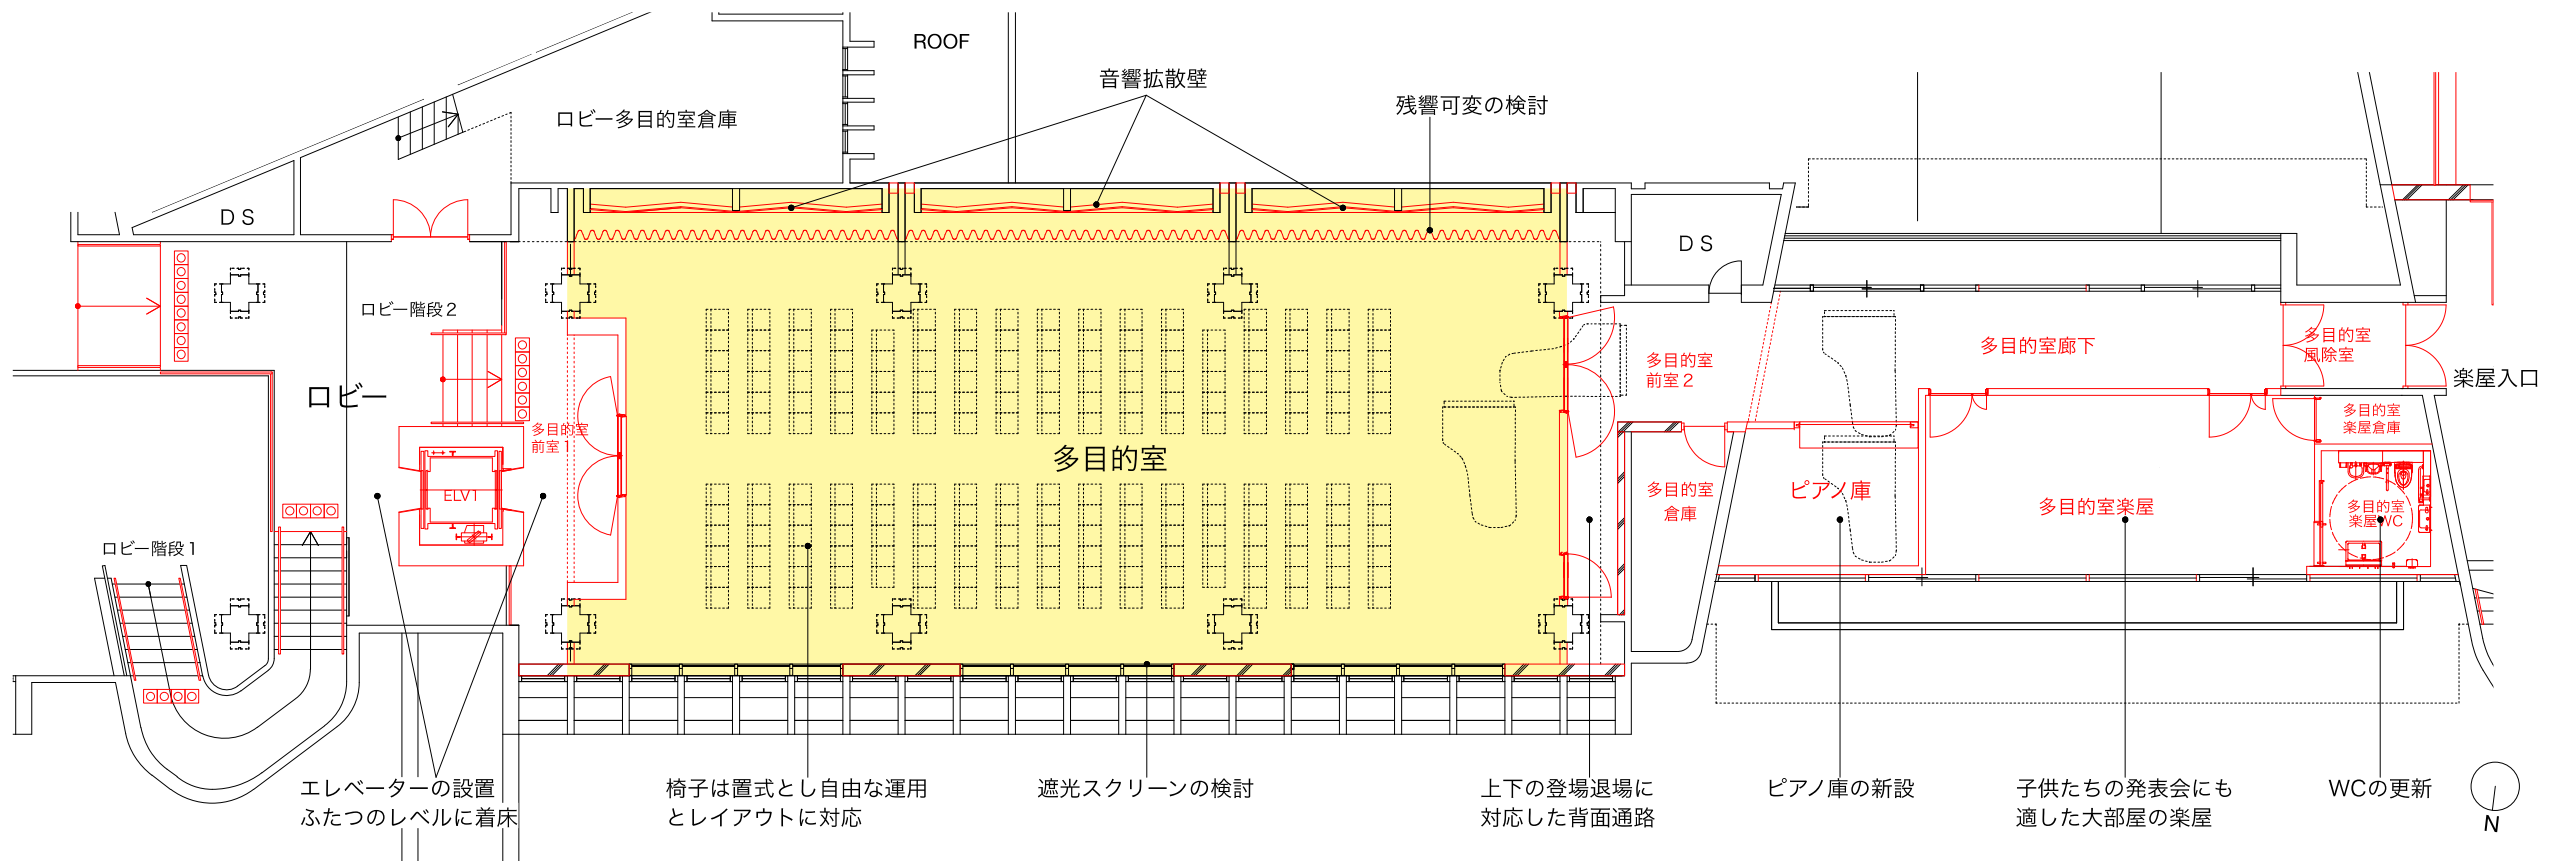 ROOF
音響拡散壁
残響可変の検討
ロビー多目的室倉庫
DS
DS
ロビー階段2
ロビー
多目的室
前室1
ELV1
ロビー階段1
多目的室
多目的室
前室2
多目的室
倉庫
ピアノ庫
多目的室廊下
多目的室
風除室
楽屋入口
多目的室
楽屋倉庫
多目的室楽屋
多目的室
楽屋WC
エレベーターの設置
ふたつのレベルに着床
椅子は置式とし自由な運用
とレイアウトに対応
遮光スクリーンの検討
上下の登場退場に
対応した背面通路
ピアノ庫の新設
子供たちの発表会にも
適した大部屋の楽屋
WCの更新
N